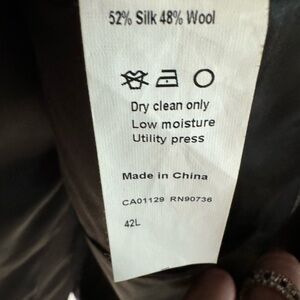 52% Silk 48% Wool
Dry clean only
Low moisture
Utility press
Made in China
CA01129 RN90736
42L